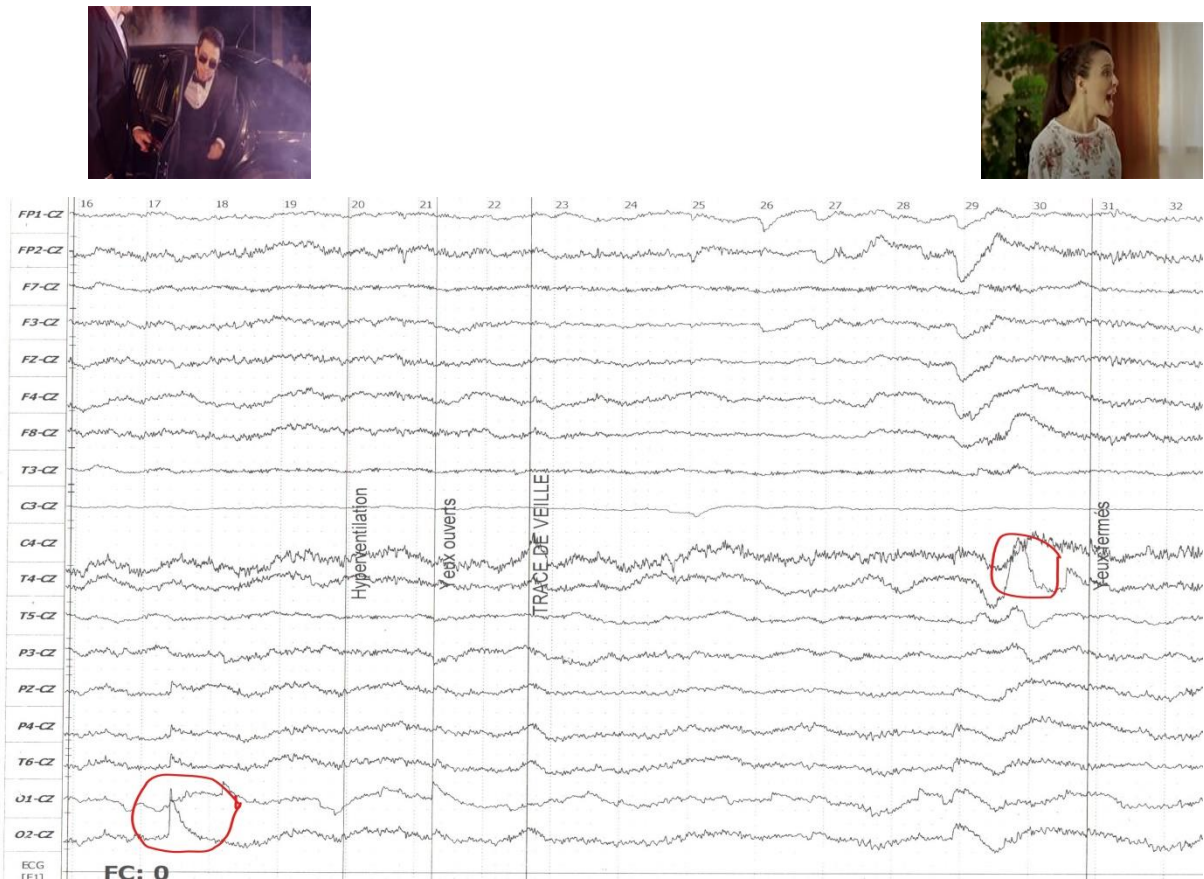 16 17 18 19 20 21 22 23 24 25 26 27 28 29 30 31 32
FP1-CZ
FP2-CZ
F7-CZ
F3-CZ
FZ-CZ
F4-CZ
F8-CZ
T3-CZ
C3-CZ
C4-CZ
T4-CZ
T5-CZ
P3-CZ
PZ-CZ
P4-CZ
T6-CZ
O1-CZ
O2-CZ
ECG
[E1]
FC: 0
Hyperventilation
Yeux ouverts
TRACE DE VEILLE
Yeux fermés